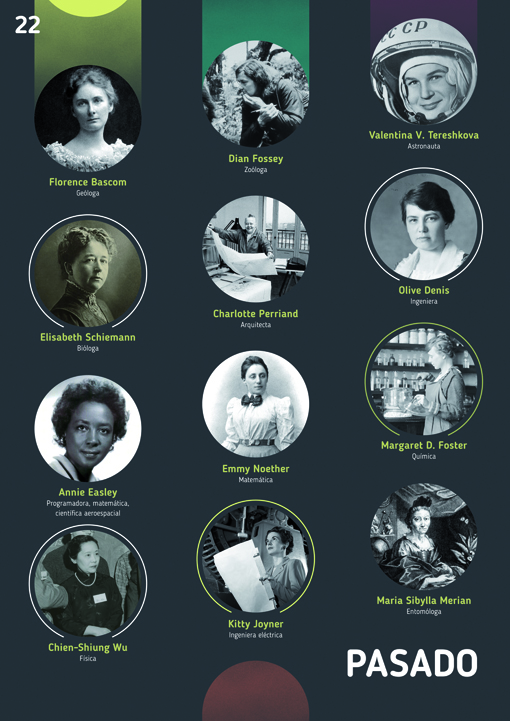 22
CCCP
Florence Bascom
Geóloga
Dian Fossey
Zoóloga
Valentina V. Tereshkova
Astronauta
Elisabeth Schiemann
Bióloga
Charlotte Perriand
Arquitecta
Olive Denis
Ingeniera
Annie Easley
Programadora, matemática,
científica aeroespacial
Emmy Noether
Matemática
Margaret D. Foster
Química
Chien-Shiung Wu
Física
Kitty Joyner
Ingeniera eléctrica
Maria Sibylla Merian
Entomóloga
PASADO